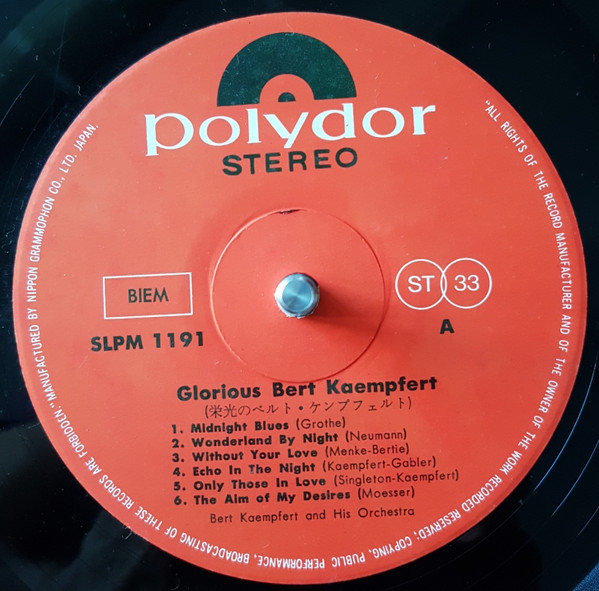 polydor
STEREO
BIEM
SLPM 1191
ST 33
A
Glorious Bert Kaempfert
(栄光のベルト・ケンプフェルト)
1. Midnight Blues (Grothe)
2. Wonderland By Night (Neumann)
3. Without Your Love (Menke-Bertie)
4. Echo In The Night (Kaempfert-Gabler)
5. Only Those In Love (Singleton-Kaempfert)
6. The Aim of My Desires (Moesser)
Bert Kaempfert and His Orchestra
"ALL RIGHTS OF THE RECORD MANUFACTURER AND OF THE OWNER OF THE WORK RECORDED RESERVED; COPYING, PUBLIC PERFORMANCE, BROADCASTING OF THESE RECORDS ARE FORBIDDEN." MANUFACTURED BY NIPPON GRAMMOPHON CO., LTD. JAPAN.